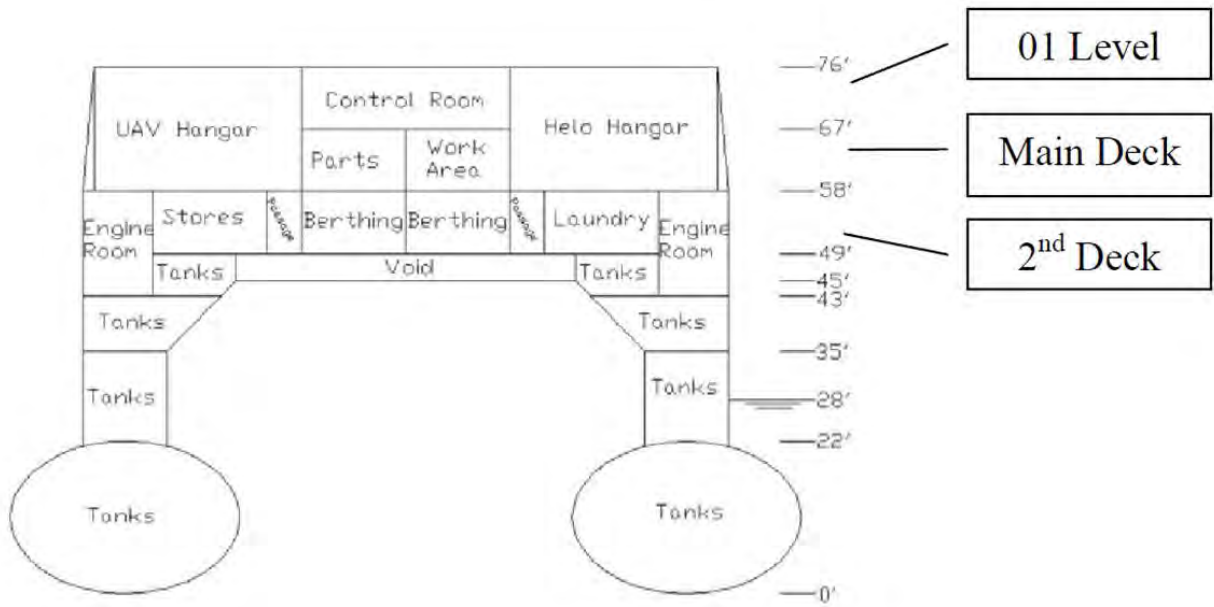 01 Level
76'
Control Room
UAV Hangar
Helo Hangar
67'
Parts
Work
Area
Main Deck
58'
Engine
Room
Stores
Passage
Berthing
Berthing
Passage
Laundry
Engine
Room
2nd Deck
49'
Tanks
Void
Tanks
45'
43'
Tanks
Tanks
35'
Tanks
Tanks
28'
22'
Tanks
Tanks
0'